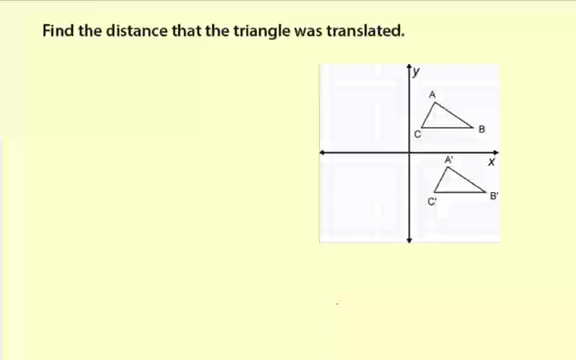 Find the distance that the triangle was translated.
y
A
B
C
A'
x
B'
C'